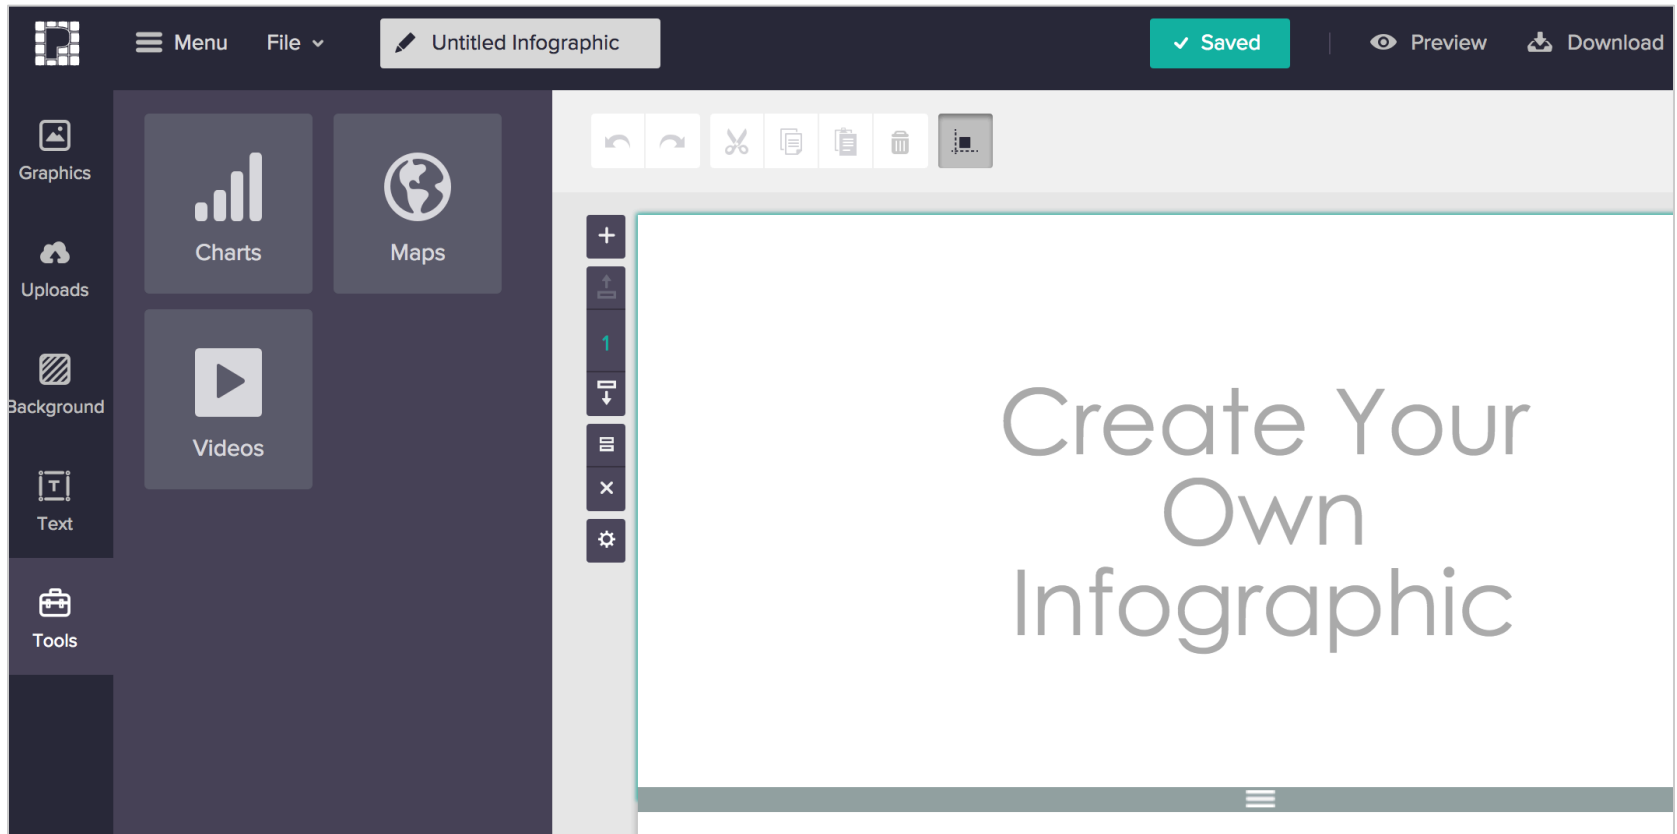 P
Menu File Untitled Infographic Saved Preview Download
Graphics
Uploads
Background
Text
Tools
Charts Maps
Videos
1
Create Your
Own
Infographic